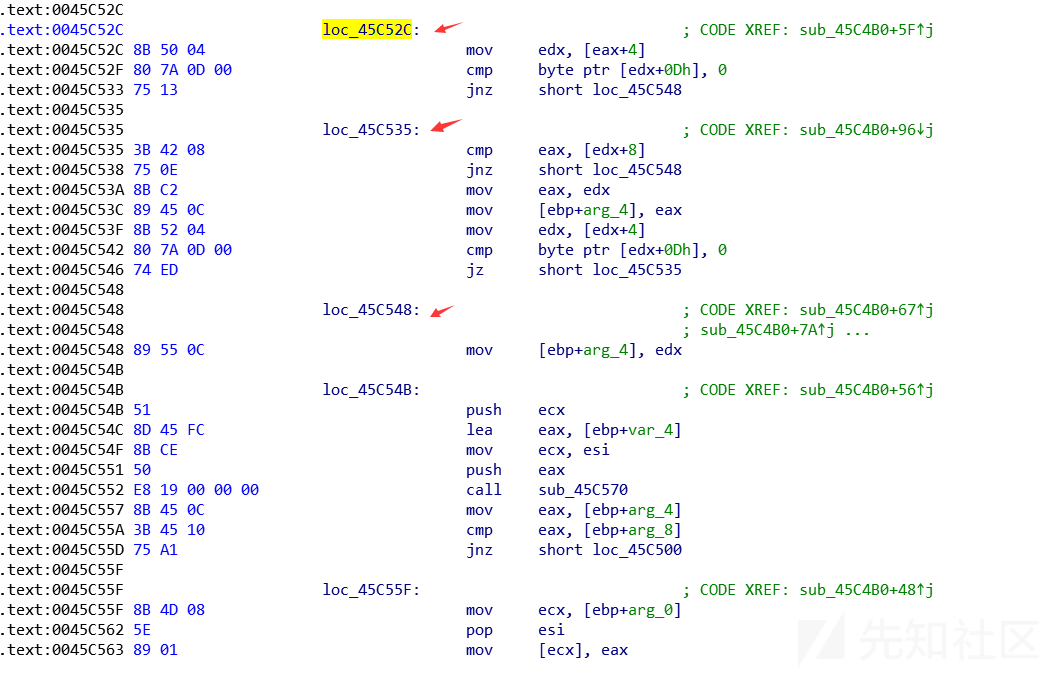 .text:0045C52C
.text:0045C52C loc_45C52C: ; CODE XREF: sub_45C4B0+5F↑j
.text:0045C52C 8B 50 04 mov edx, [eax+4]
.text:0045C52F 80 7A 0D 00 cmp byte ptr [edx+0Dh], 0
.text:0045C533 75 13 jnz short loc_45C548
.text:0045C535
.text:0045C535 loc_45C535: ; CODE XREF: sub_45C4B0+96↓j
.text:0045C535 3B 42 08 cmp eax, [edx+8]
.text:0045C538 75 0E jnz short loc_45C548
.text:0045C53A 8B C2 mov eax, edx
.text:0045C53C 89 45 0C mov [ebp+arg_4], eax
.text:0045C53F 8B 52 04 mov edx, [edx+4]
.text:0045C542 80 7A 0D 00 cmp byte ptr [edx+0Dh], 0
.text:0045C546 74 ED jz short loc_45C535
.text:0045C548
.text:0045C548 loc_45C548: ; CODE XREF: sub_45C4B0+67↑j
.text:0045C548 ; sub_45C4B0+7A↑j ...
.text:0045C548 89 55 0C mov [ebp+arg_4], edx
.text:0045C54B
.text:0045C54B loc_45C54B: ; CODE XREF: sub_45C4B0+56↑j
.text:0045C54B 51 push ecx
.text:0045C54C 8D 45 FC lea eax, [ebp+var_4]
.text:0045C54F 8B CE mov ecx, esi
.text:0045C551 50 push eax
.text:0045C552 E8 19 00 00 00 call sub_45C570
.text:0045C557 8B 45 0C mov eax, [ebp+arg_4]
.text:0045C55A 3B 45 10 cmp eax, [ebp+arg_8]
.text:0045C55D 75 A1 jnz short loc_45C500
.text:0045C55F
.text:0045C55F loc_45C55F: ; CODE XREF: sub_45C4B0+48↑j
.text:0045C55F 8B 4D 08 mov ecx, [ebp+arg_0]
.text:0045C562 5E pop esi
.text:0045C563 89 01 mov [ecx], eax
先知社区